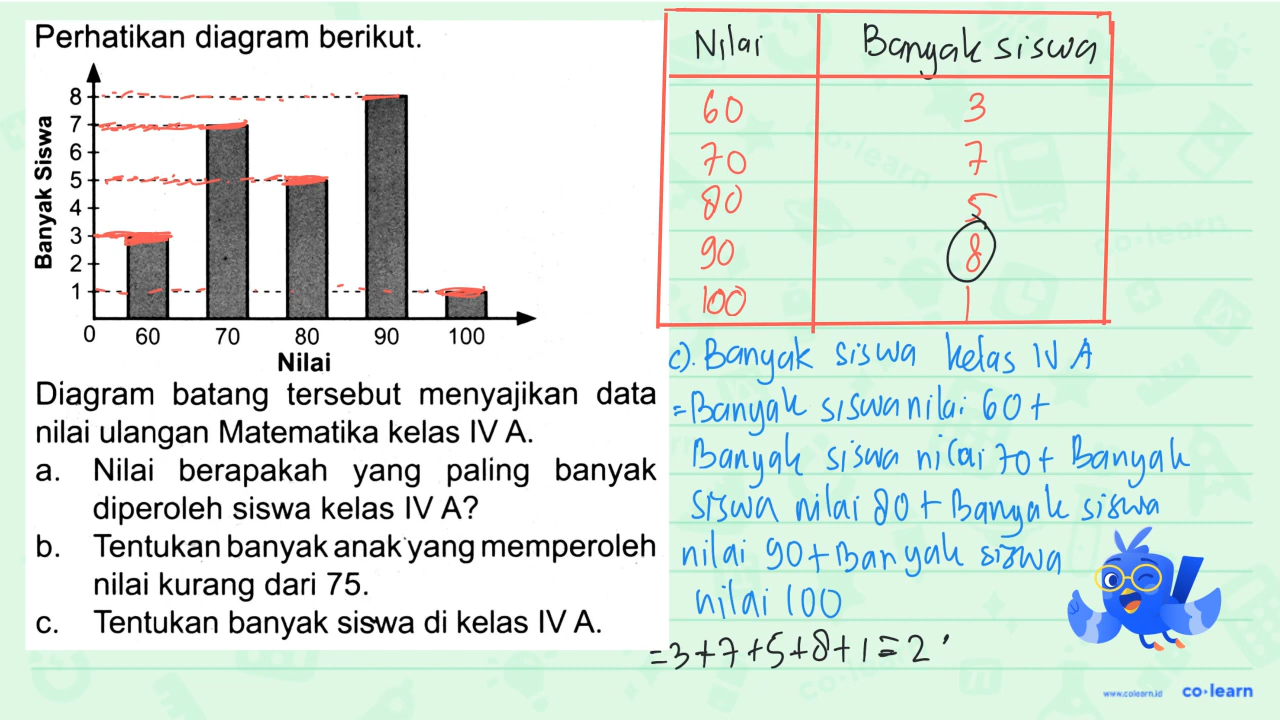 Perhatikan diagram berikut.
Banyak Siswa
8
7
6
5
4
3
2
1
0 60 70 80 90 100
Nilai
Diagram batang tersebut menyajikan data
nilai ulangan Matematika kelas IV A.
a. Nilai berapakah yang paling banyak
diperoleh siswa kelas IV A?
b. Tentukan banyak anak yang memperoleh
nilai kurang dari 75.
c. Tentukan banyak siswa di kelas IV A.
Nilai Banyak siswa
60 3
70 7
80 5
90 8
100 1
c). Banyak siswa kelas IV A
= Banyak siswa nilai 60 +
Banyak siswa nilai 70 + Banyak
siswa nilai 80 + Banyak siswa
nilai 90 + Banyak siswa
nilai 100
= 3 + 7 + 5 + 8 + 1 = 2
www.colearn.id co·learn